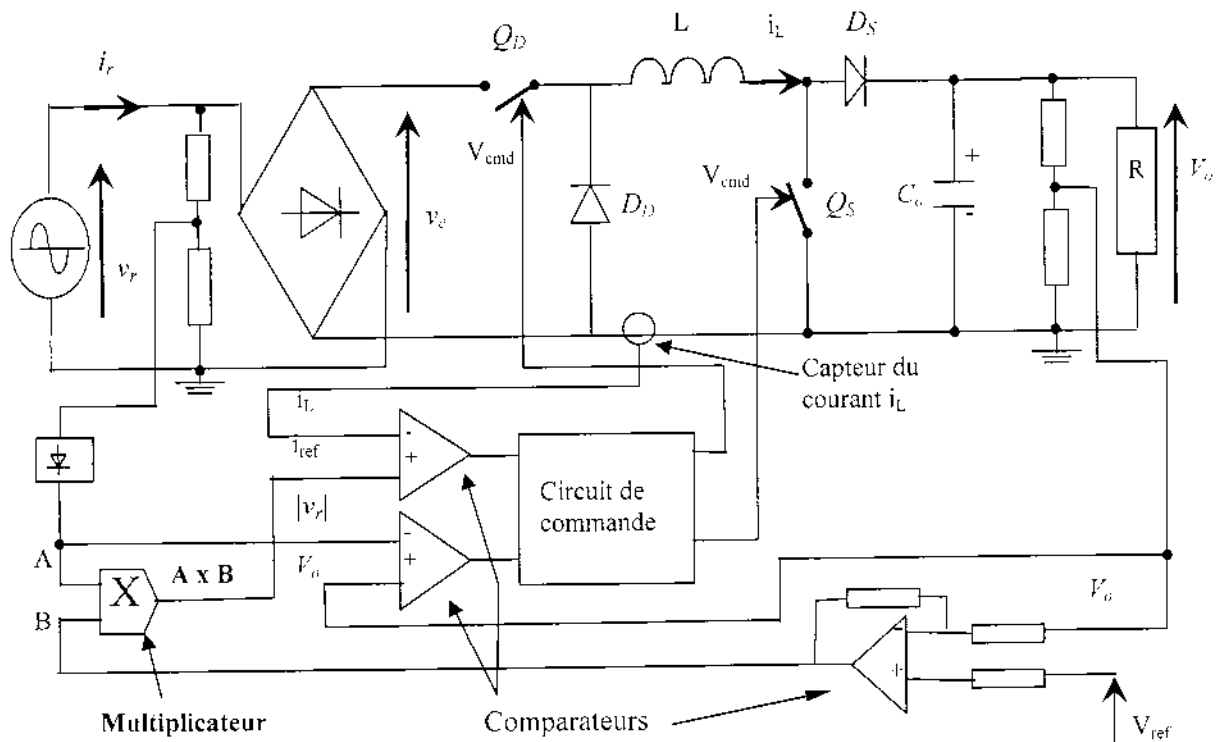 Q_D
L
i_L
D_S
i_r
V_cmd
V_cmd
v_r
v_e
D_D
Q_S
C_o
+
-
R
V_o
Capteur du
courant i_L
i_L
i_ref
-
+
|v_r|
Circuit de
commande
A
-
+
V_o
X
A x B
B
V_o
-
+
Multiplicateur
Comparateurs
V_ref